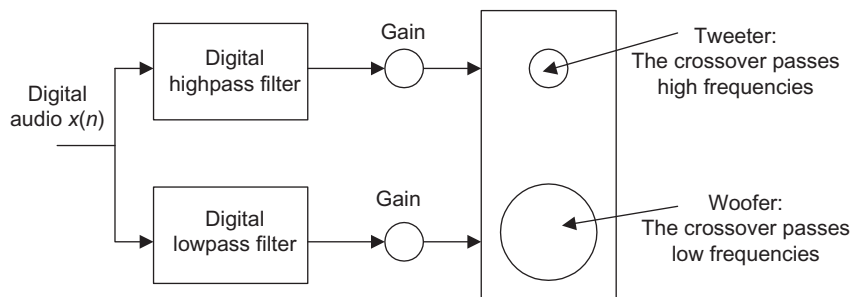 Digital
audio x(n)
Digital
highpass filter
Gain
Tweeter:
The crossover passes
high frequencies
Digital
lowpass filter
Gain
Woofer:
The crossover passes
low frequencies